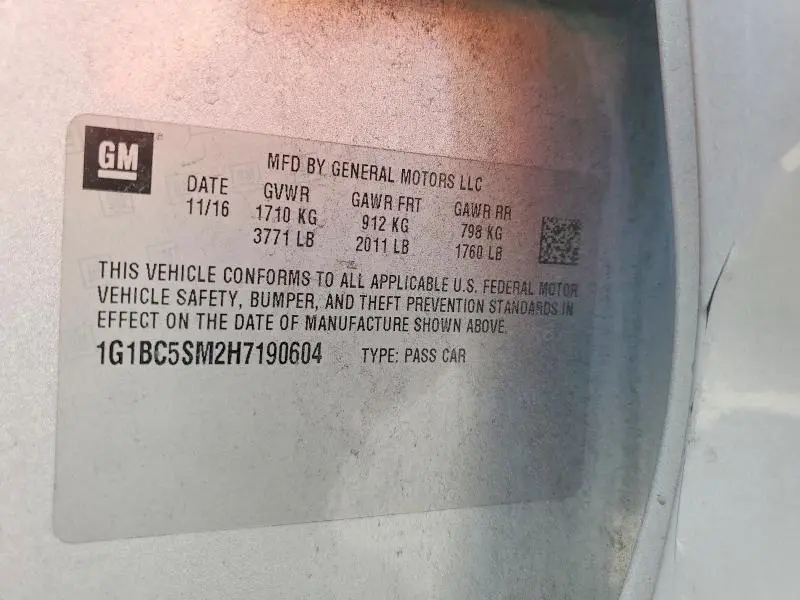 GM
MFD BY GENERAL MOTORS LLC
DATE GVWR GAWR FRT GAWR RR
11/16 1710 KG 912 KG 798 KG
3771 LB 2011 LB 1760 LB
THIS VEHICLE CONFORMS TO ALL APPLICABLE U.S. FEDERAL MOTOR
VEHICLE SAFETY, BUMPER, AND THEFT PREVENTION STANDARDS IN
EFFECT ON THE DATE OF MANUFACTURE SHOWN ABOVE.
1G1BC5SM2H7190604 TYPE: PASS CAR